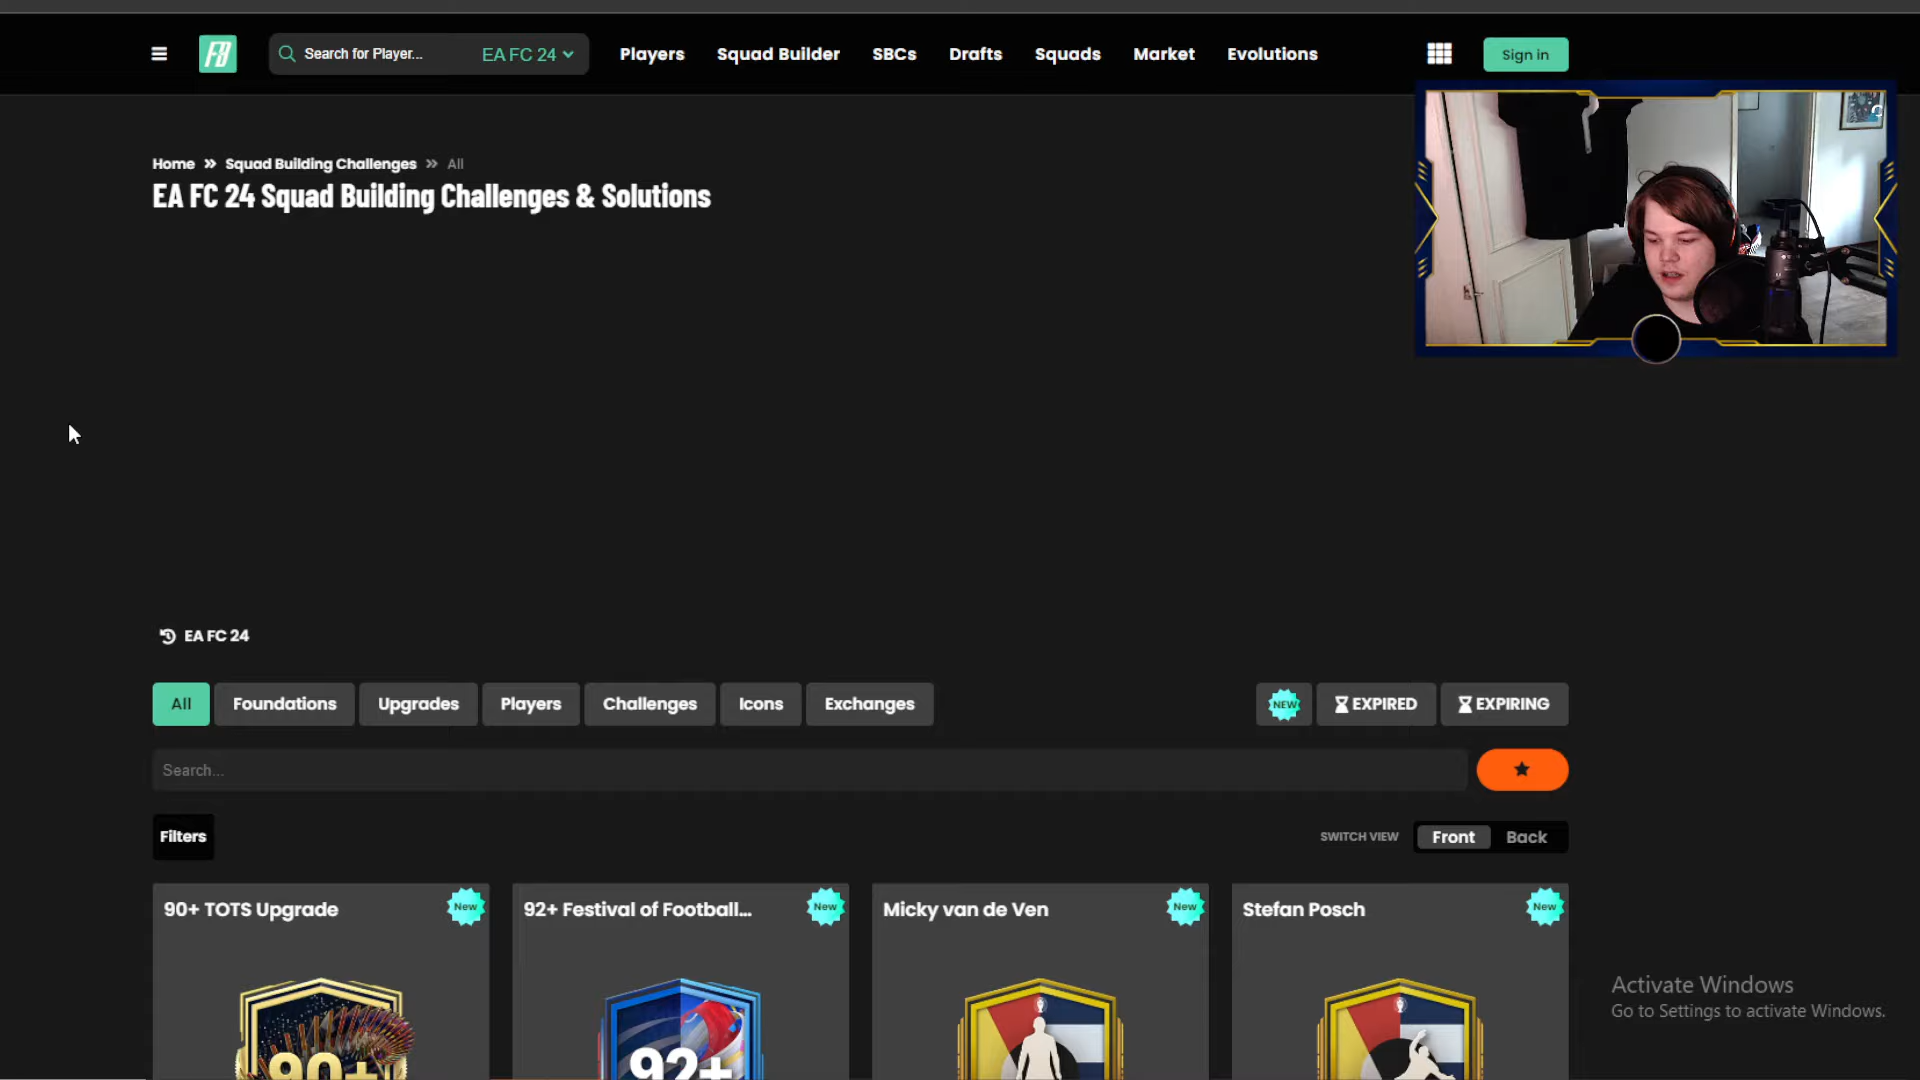 FB Search for Player... EA FC 24 Players Squad Builder SBCs Drafts Squads Market Evolutions Sign in
Home » Squad Building Challenges » All
EA FC 24 Squad Building Challenges & Solutions
EA FC 24
All Foundations Upgrades Players Challenges Icons Exchanges NEW EXPIRED EXPIRING
Search...
Filters SWITCH VIEW Front Back
90+ TOTS Upgrade New 92+ Festival of Football... New Micky van de Ven New Stefan Posch New
90+ 92+
Activate Windows
Go to Settings to activate Windows.